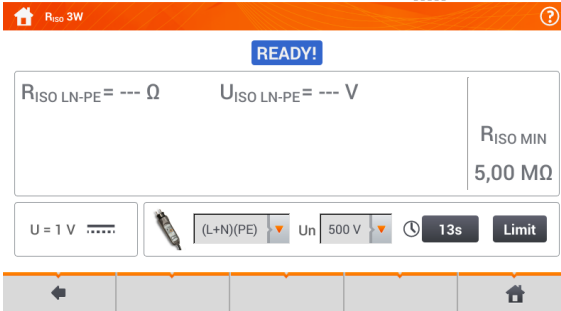 RISO 3W
?
READY!
RISO LN-PE= --- Ω UISO LN-PE= --- V
RISO MIN
5,00 MΩ
U = 1 V
(L+N)(PE) Un 500 V 13s Limit